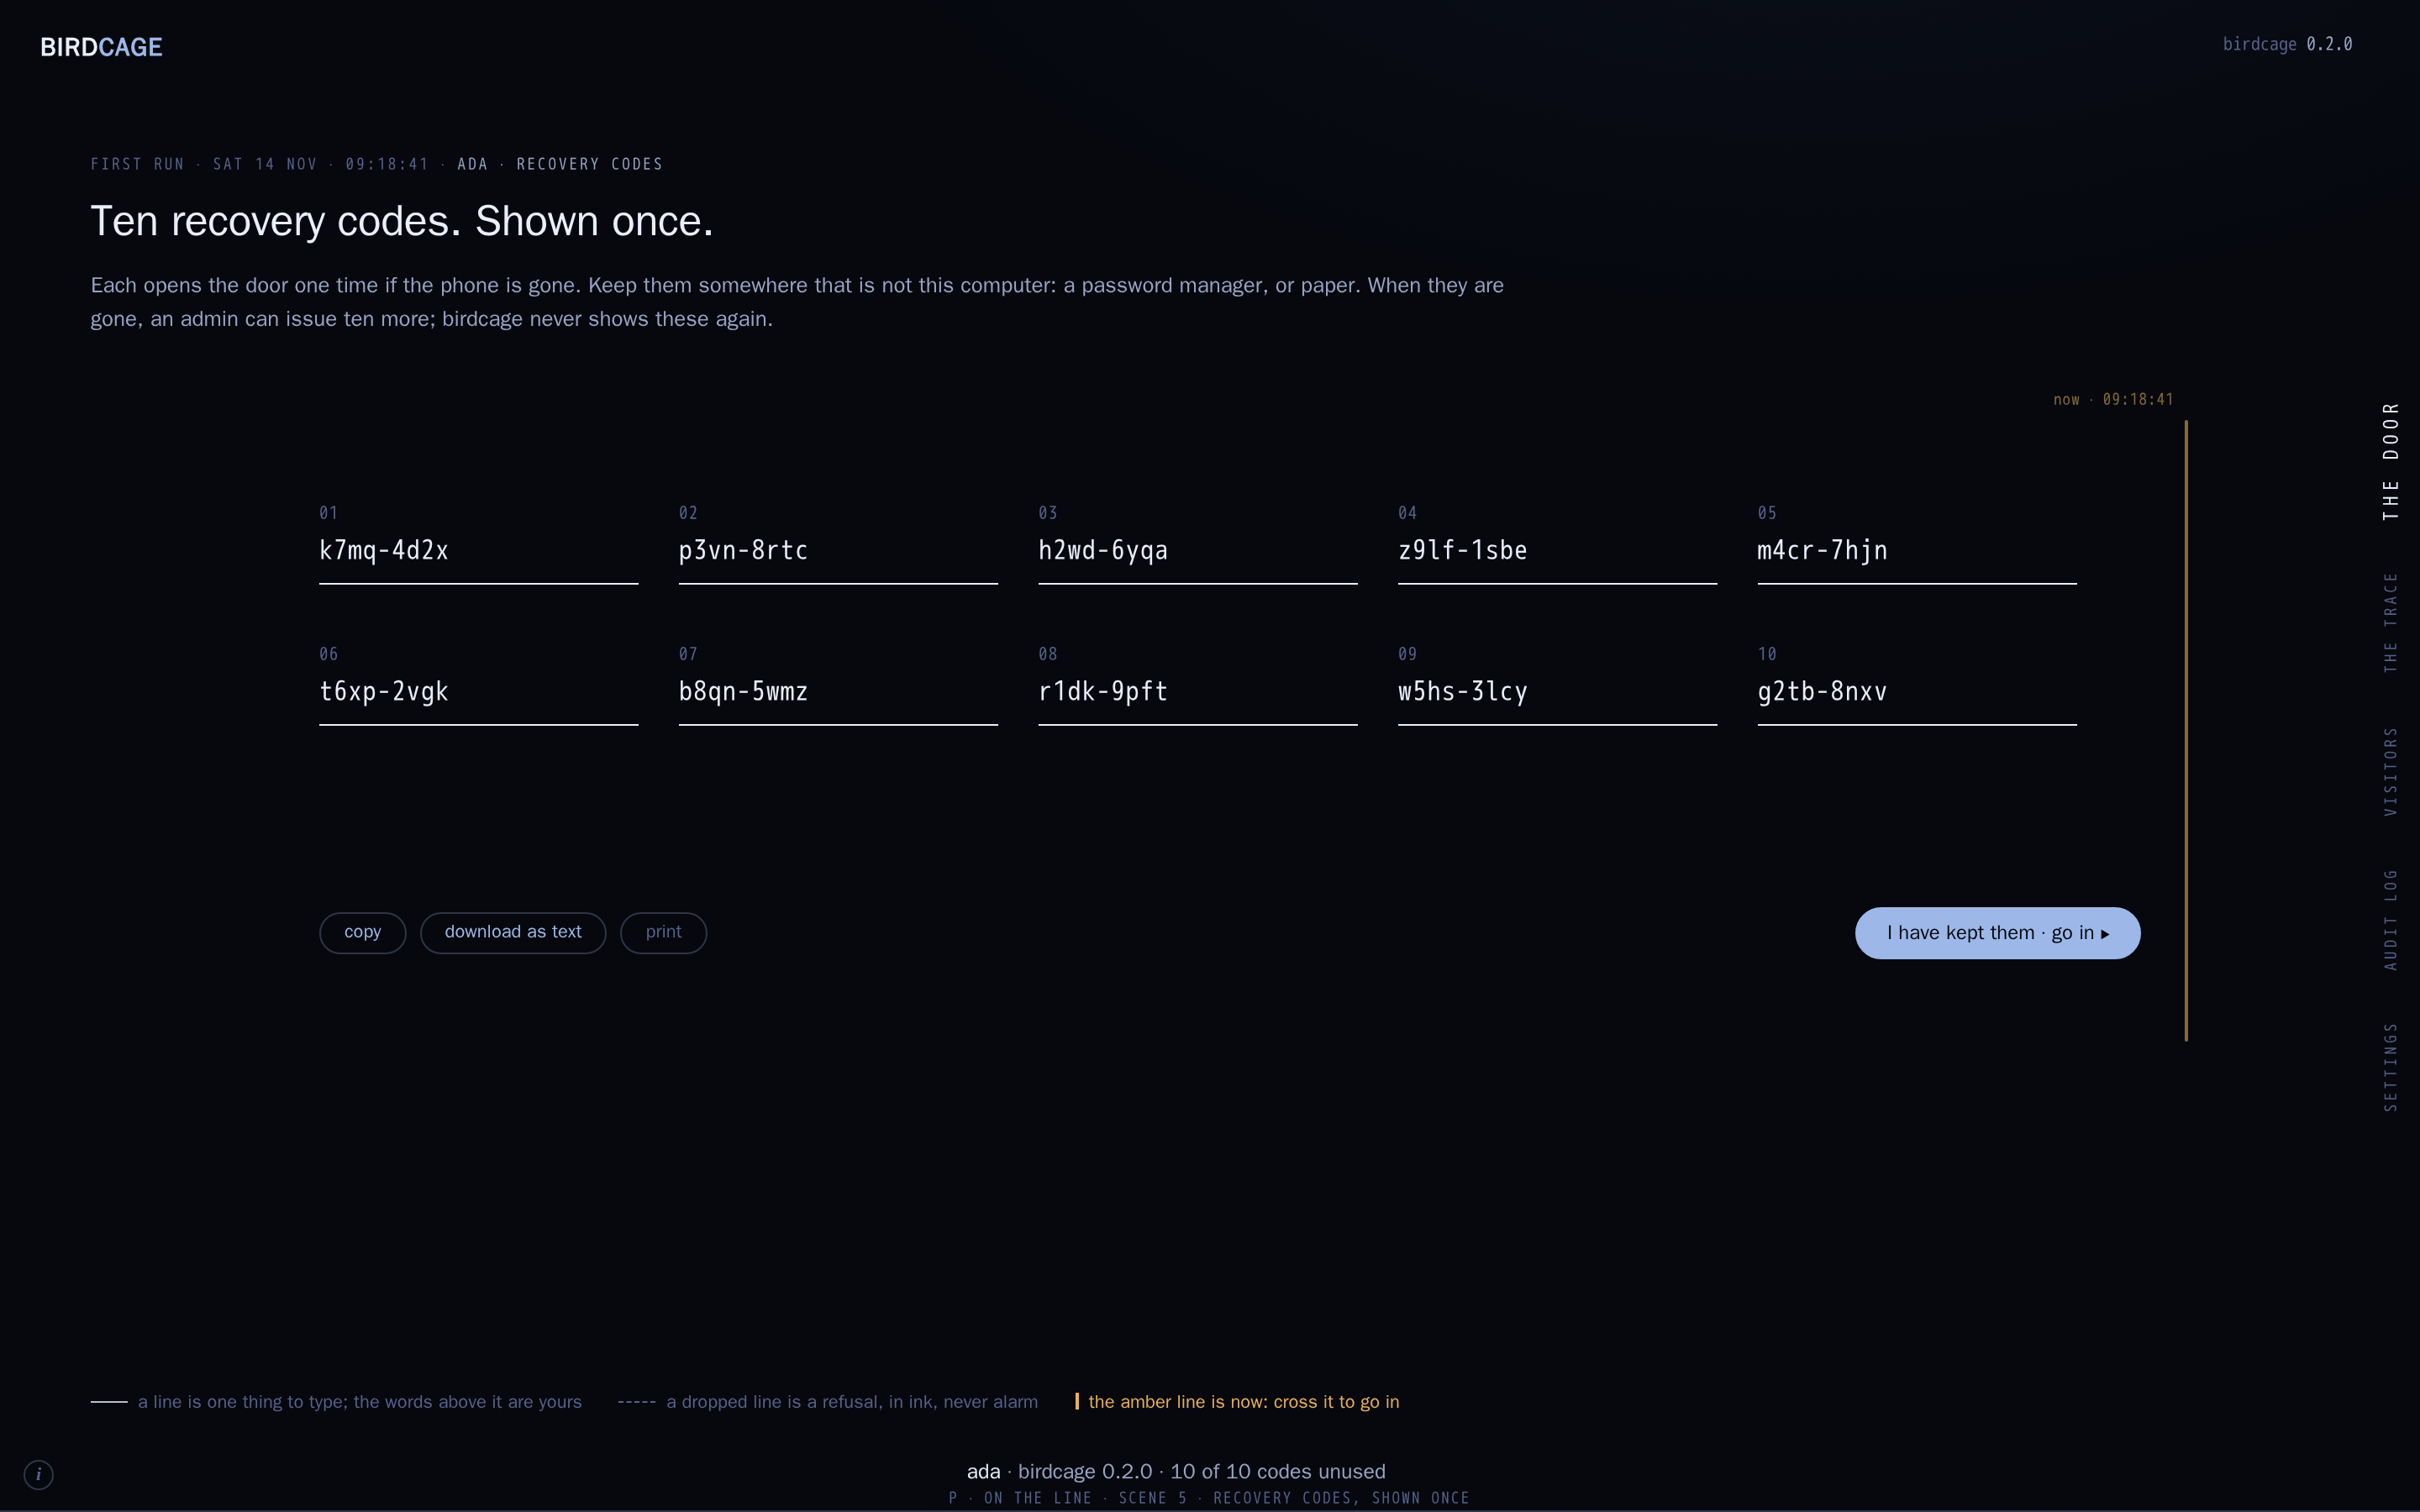 BIRDCAGE
birdcage 0.2.0
FIRST RUN · SAT 14 NOV · 09:18:41 · ADA · RECOVERY CODES
Ten recovery codes. Shown once.
Each opens the door one time if the phone is gone. Keep them somewhere that is not this computer: a password manager, or paper. When they are
gone, an admin can issue ten more; birdcage never shows these again.
now · 09:18:41
01 02 03 04 05
k7mq-4d2x p3vn-8rtc h2wd-6yqa z9lf-1sbe m4cr-7hjn
06 07 08 09 10
t6xp-2vgk b8qn-5wmz r1dk-9pft w5hs-3lcy g2tb-8nxv
copy download as text print I have kept them · go in ▸
THE DOOR
THE TRACE
VISITORS
AUDIT LOG
SETTINGS
a line is one thing to type; the words above it are yours a dropped line is a refusal, in ink, never alarm the amber line is now: cross it to go in
i
ada · birdcage 0.2.0 · 10 of 10 codes unused
P · ON THE LINE · SCENE 5 · RECOVERY CODES, SHOWN ONCE